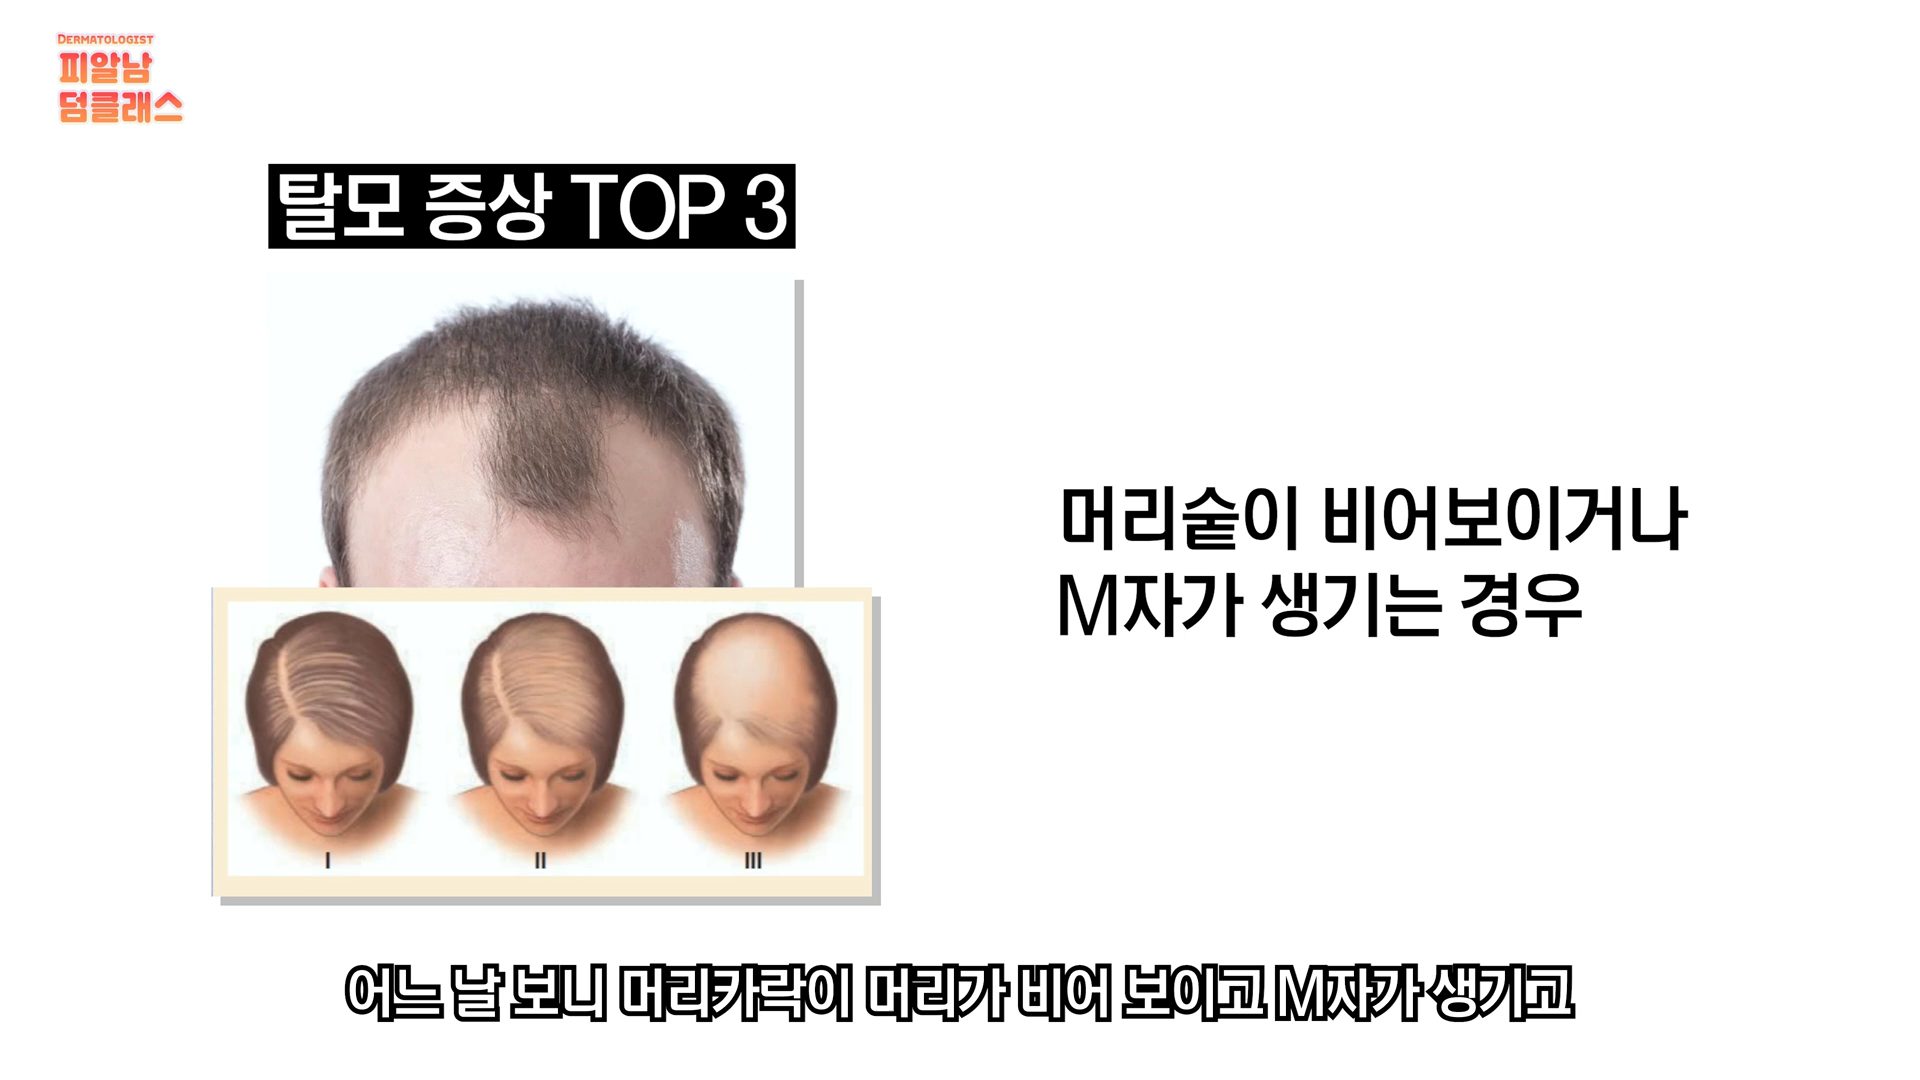 DERMATOLOGIST
피알남
덤클래스
탈모 증상 TOP 3
머리숱이 비어보이거나
M자가 생기는 경우
I
II
III
어느 날 보니 머리카락이 머리가 비어 보이고 M자가 생기고